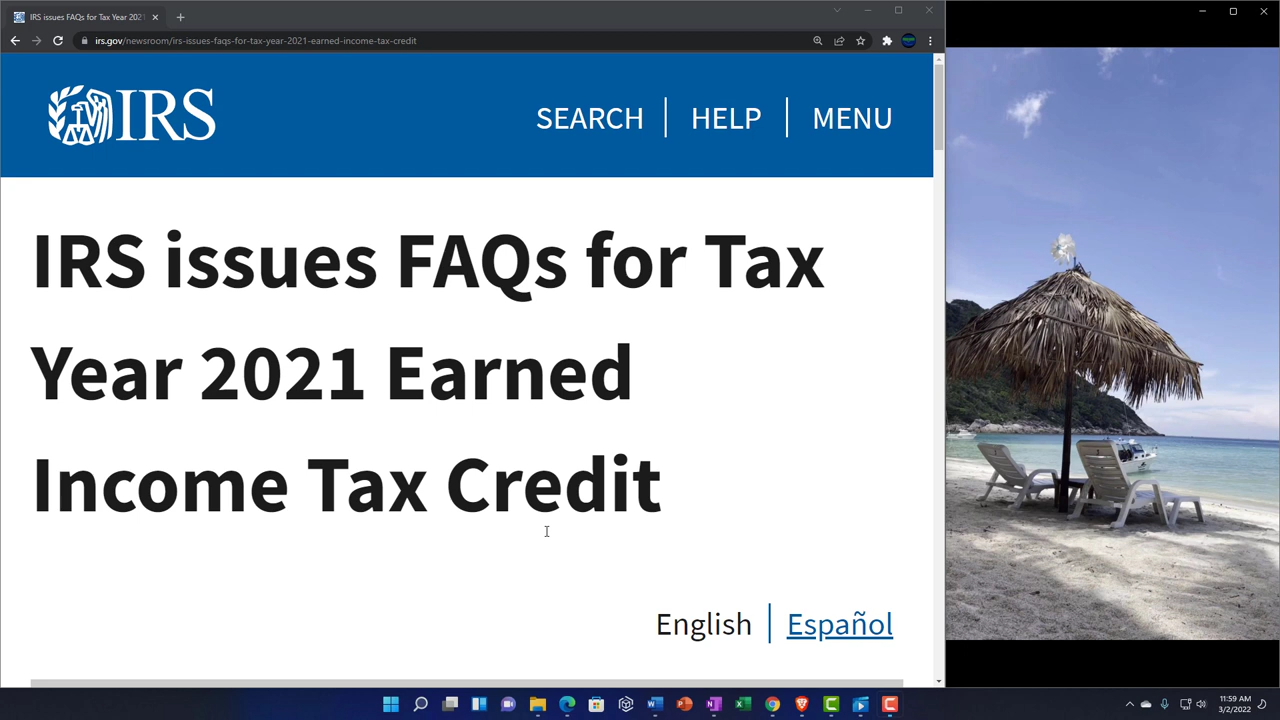 IRS issues FAQs for Tax Year 2021
irs.gov/newsroom/irs-issues-faqs-for-tax-year-2021-earned-income-tax-credit
IRS
SEARCH | HELP | MENU
IRS issues FAQs for Tax
Year 2021 Earned
Income Tax Credit
English | Español
11:59 AM
3/2/2022